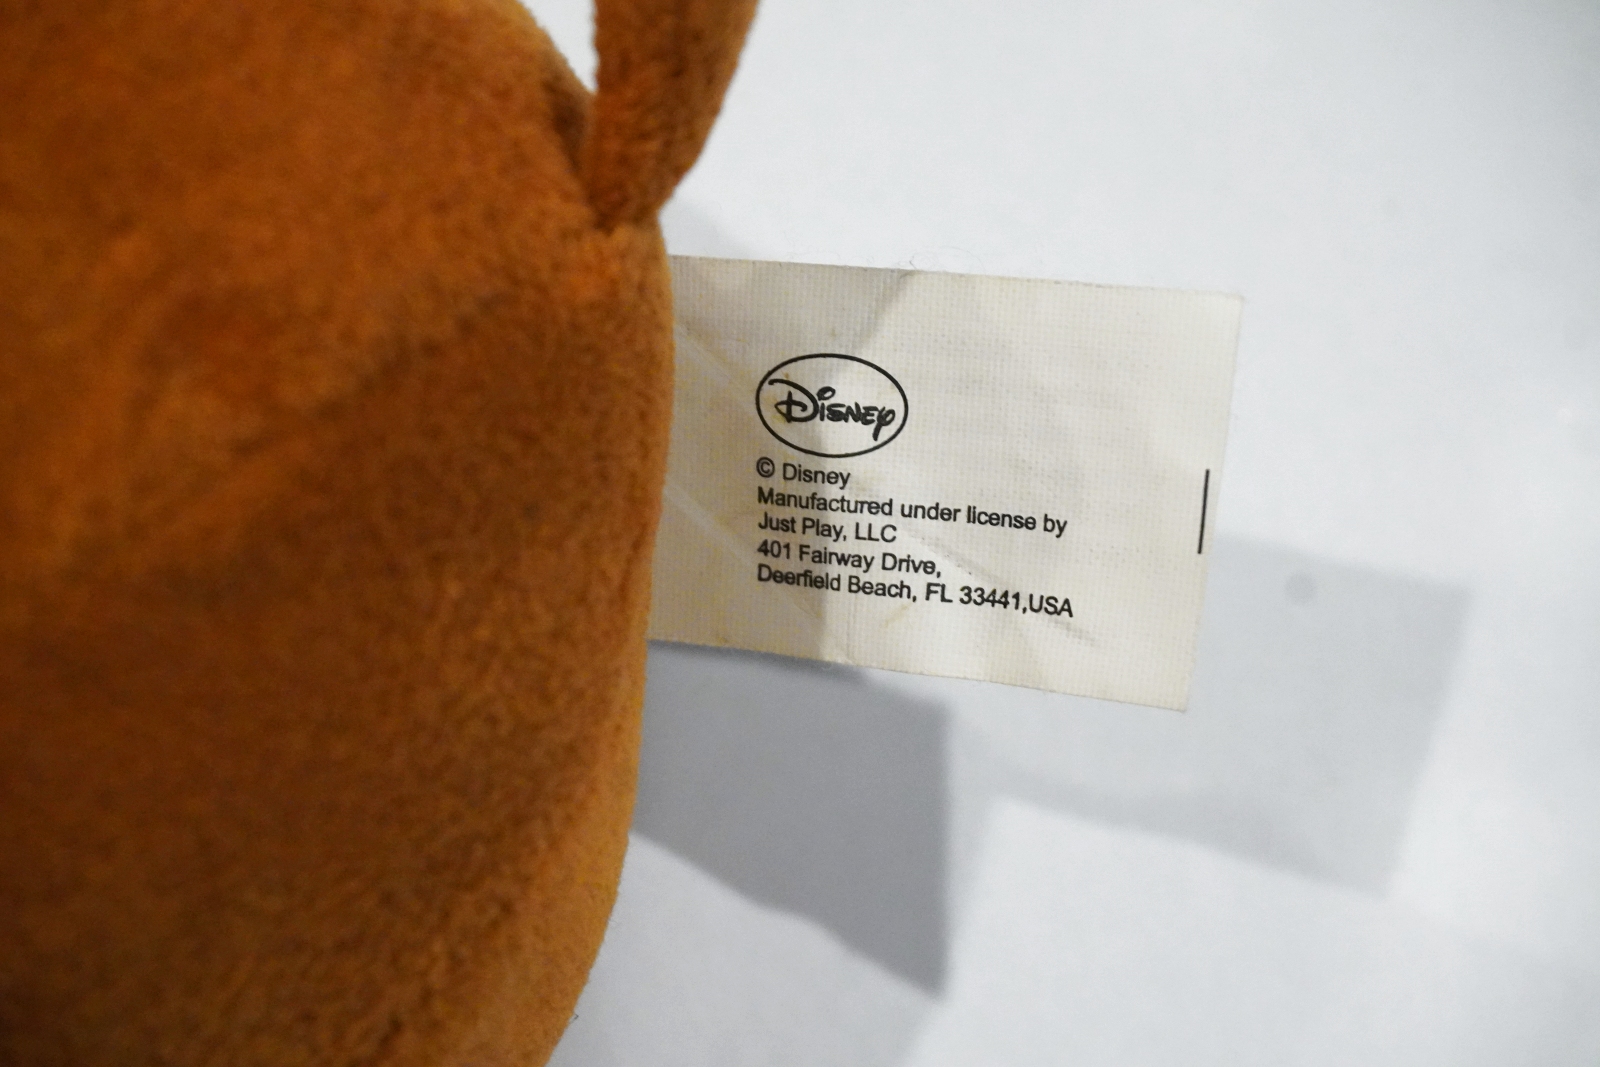 Disney
© Disney
Manufactured under license by
Just Play, LLC
401 Fairway Drive,
Deerfield Beach, FL 33441,USA